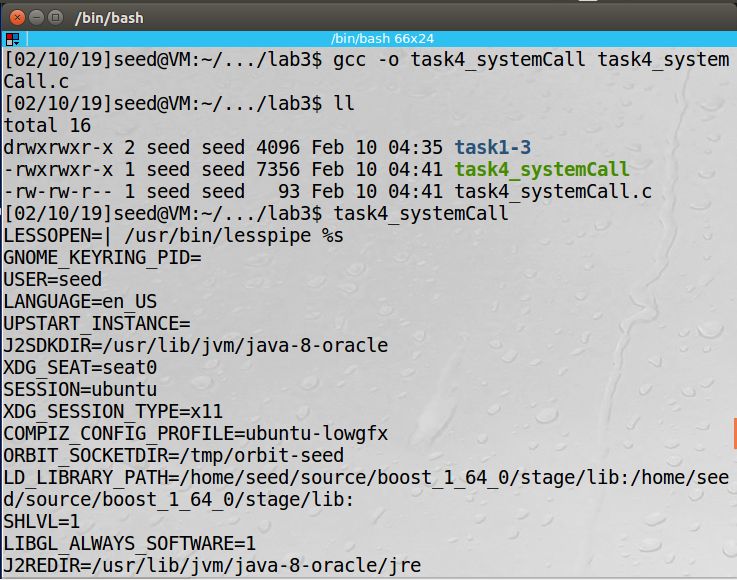 /bin/bash
/bin/bash 66x24
[02/10/19]seed@VM:~/.../lab3$ gcc -o task4_systemCall task4_system
Call.c
[02/10/19]seed@VM:~/.../lab3$ ll
total 16
drwxrwxr-x 2 seed seed 4096 Feb 10 04:35 task1-3
-rwxrwxr-x 1 seed seed 7356 Feb 10 04:41 task4_systemCall
-rw-rw-r-- 1 seed seed   93 Feb 10 04:41 task4_systemCall.c
[02/10/19]seed@VM:~/.../lab3$ task4_systemCall
LESSOPEN=| /usr/bin/lesspipe %s
GNOME_KEYRING_PID=
USER=seed
LANGUAGE=en_US
UPSTART_INSTANCE=
J2SDKDIR=/usr/lib/jvm/java-8-oracle
XDG_SEAT=seat0
SESSION=ubuntu
XDG_SESSION_TYPE=x11
COMPIZ_CONFIG_PROFILE=ubuntu-lowgfx
ORBIT_SOCKETDIR=/tmp/orbit-seed
LD_LIBRARY_PATH=/home/seed/source/boost_1_64_0/stage/lib:/home/see
d/source/boost_1_64_0/stage/lib:
SHLVL=1
LIBGL_ALWAYS_SOFTWARE=1
J2REDIR=/usr/lib/jvm/java-8-oracle/jre